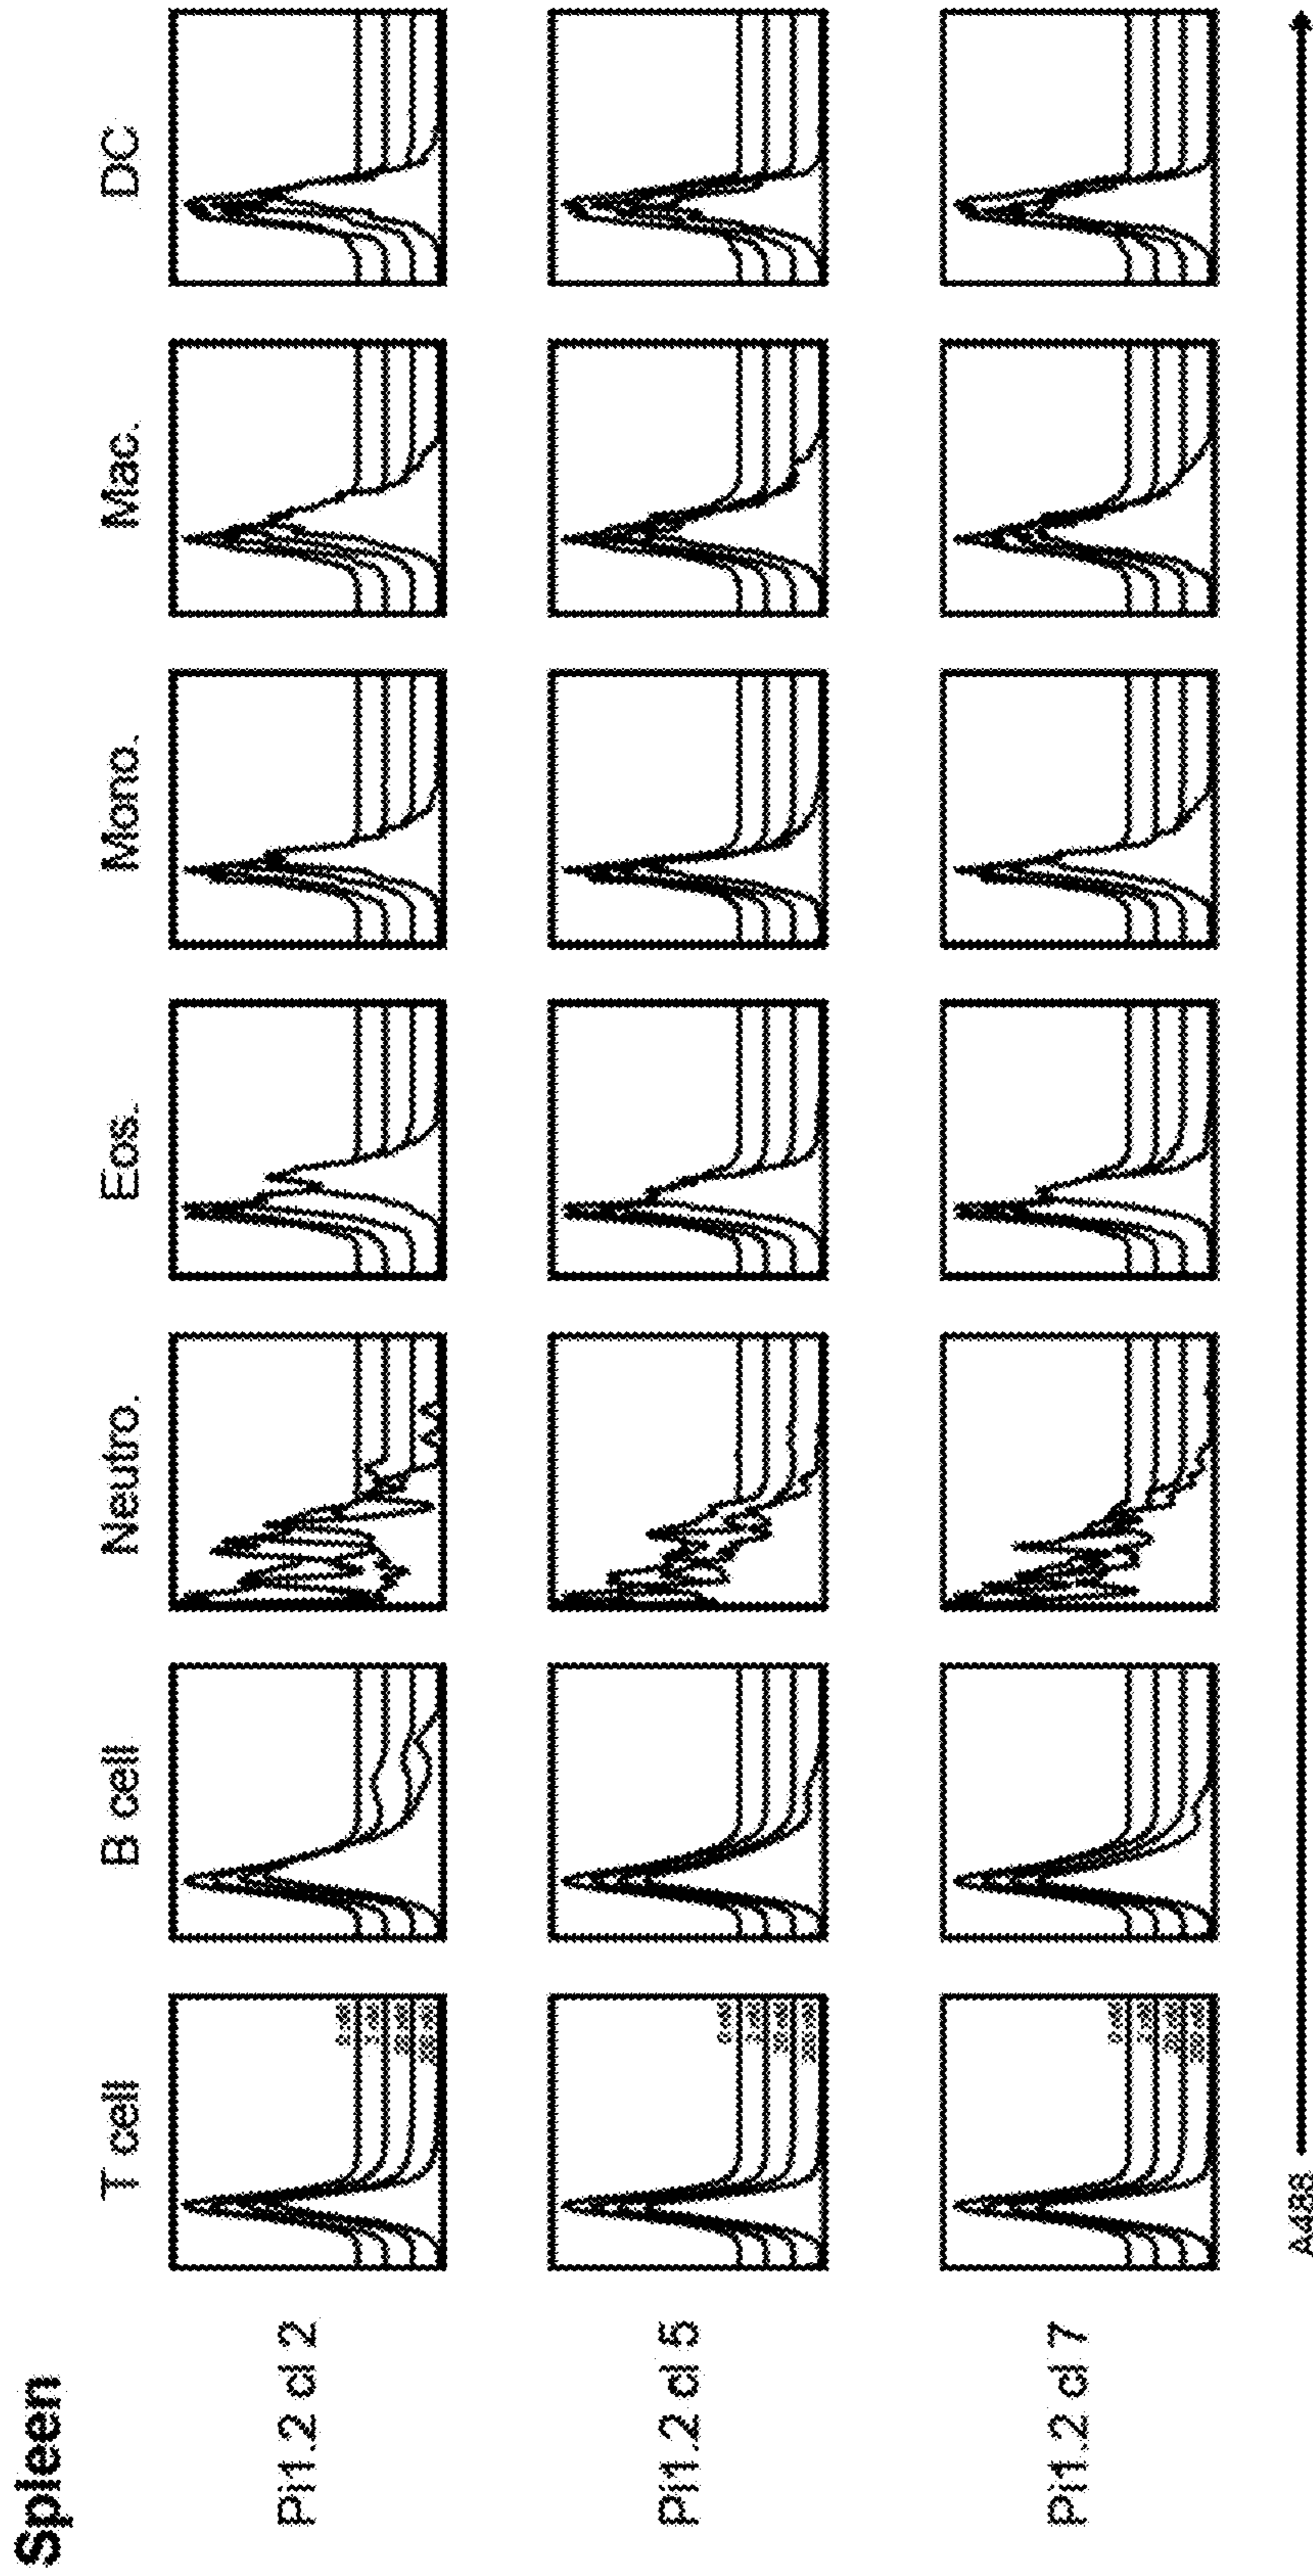 Spleen
T cell
B cell
Neutro.
Eos.
Mono.
Mac.
DC
Pi1.2 cl 2
Pi1.2 cl 5
Pi1.2 cl 7
A488